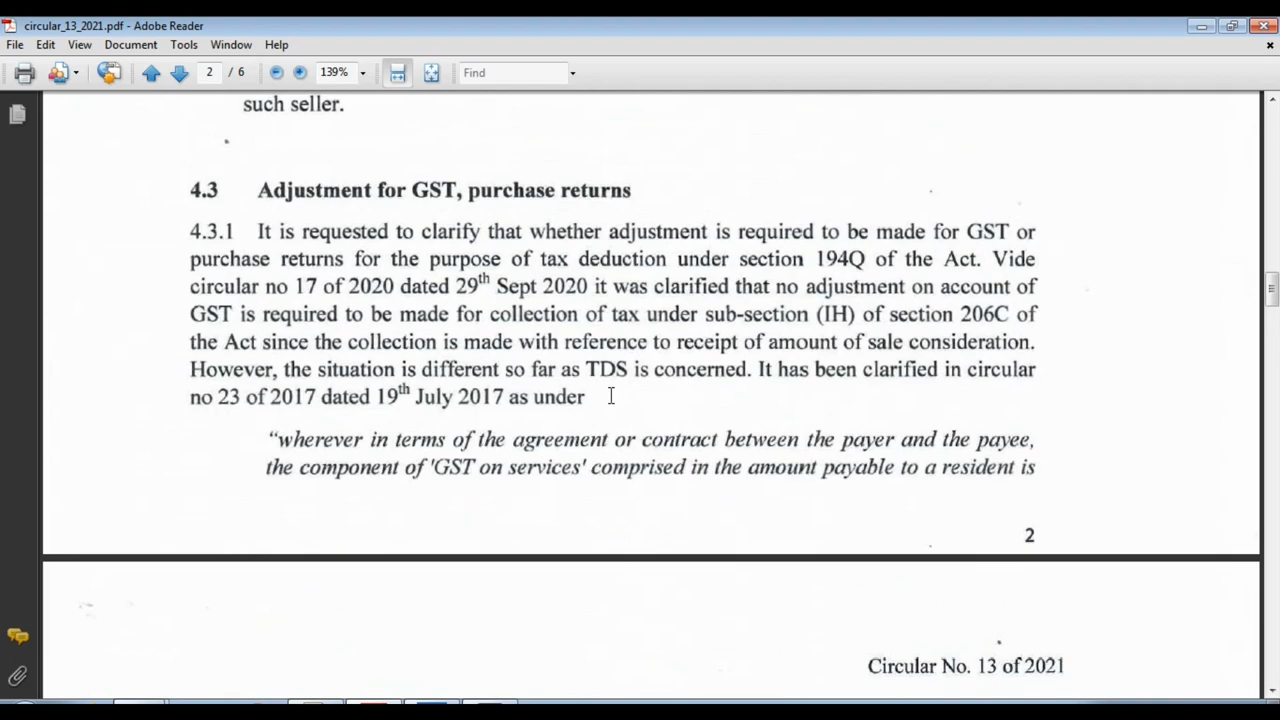 circular_13_2021.pdf - Adobe Reader
File Edit View Document Tools Window Help
2 / 6 139% Find
such seller.
4.3 Adjustment for GST, purchase returns
4.3.1 It is requested to clarify that whether adjustment is required to be made for GST or
purchase returns for the purpose of tax deduction under section 194Q of the Act. Vide
circular no 17 of 2020 dated 29th Sept 2020 it was clarified that no adjustment on account of
GST is required to be made for collection of tax under sub-section (IH) of section 206C of
the Act since the collection is made with reference to receipt of amount of sale consideration.
However, the situation is different so far as TDS is concerned. It has been clarified in circular
no 23 of 2017 dated 19th July 2017 as under
“wherever in terms of the agreement or contract between the payer and the payee,
the component of 'GST on services' comprised in the amount payable to a resident is
2
Circular No. 13 of 2021